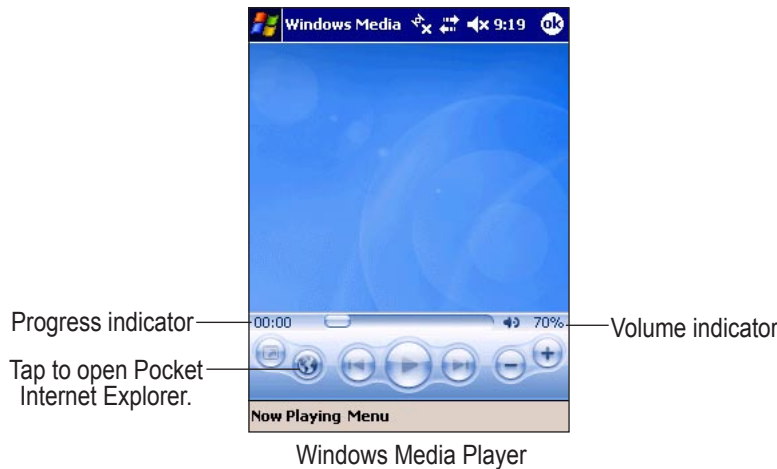 Windows Media 9:19 ok
Progress indicator
00:00
70%
Volume indicator
Tap to open Pocket
Internet Explorer.
Now Playing Menu
Windows Media Player